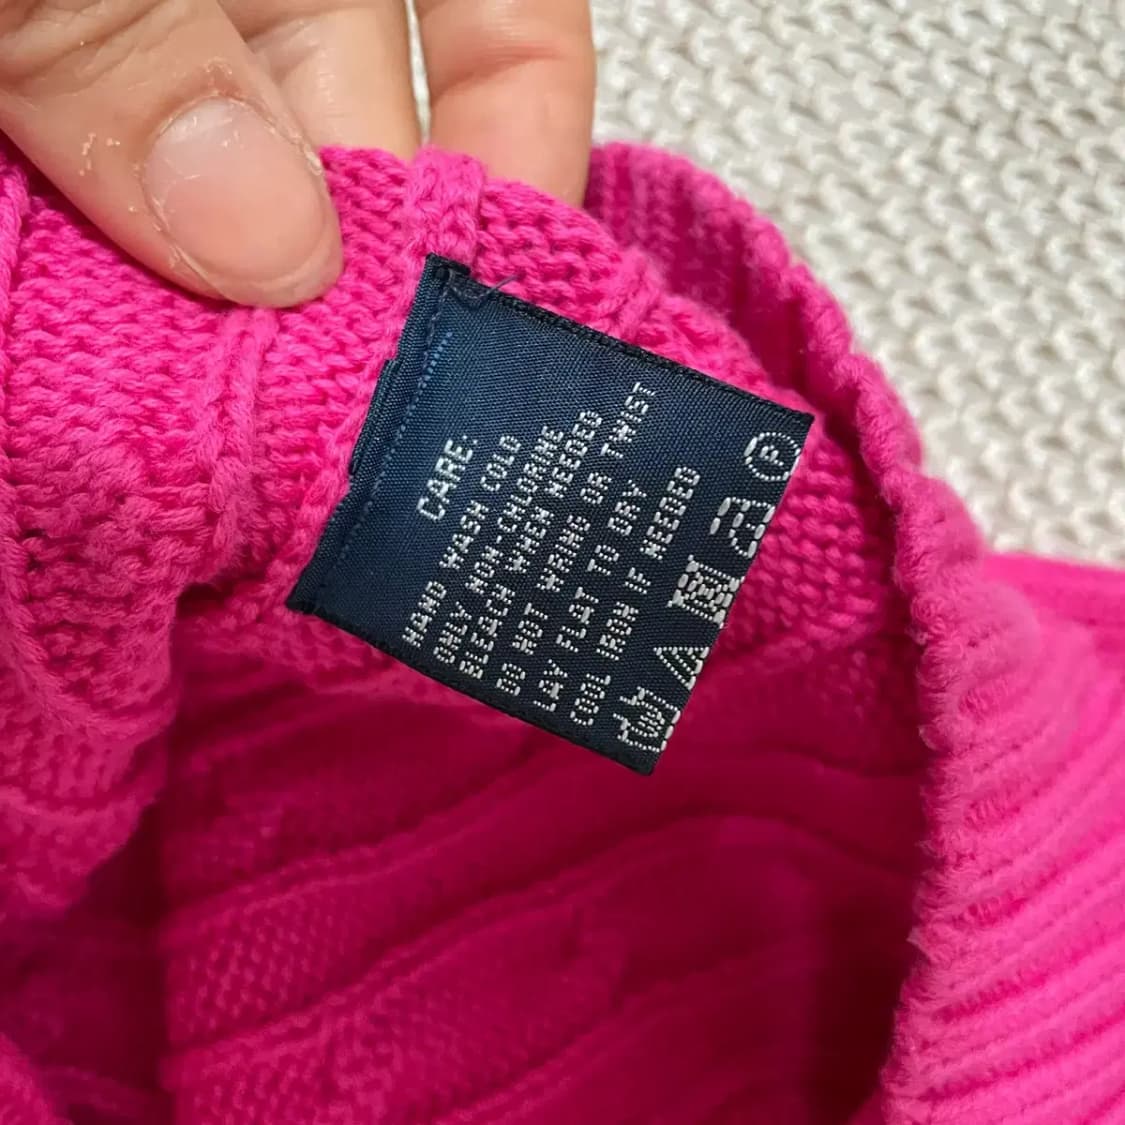 CARE:
HAND WASH COLD
ONLY NON-CHLORINE
BLEACH WHEN NEEDED
DO NOT WRING OR TWIST
LAY FLAT TO DRY
COOL IRON IF NEEDED
P